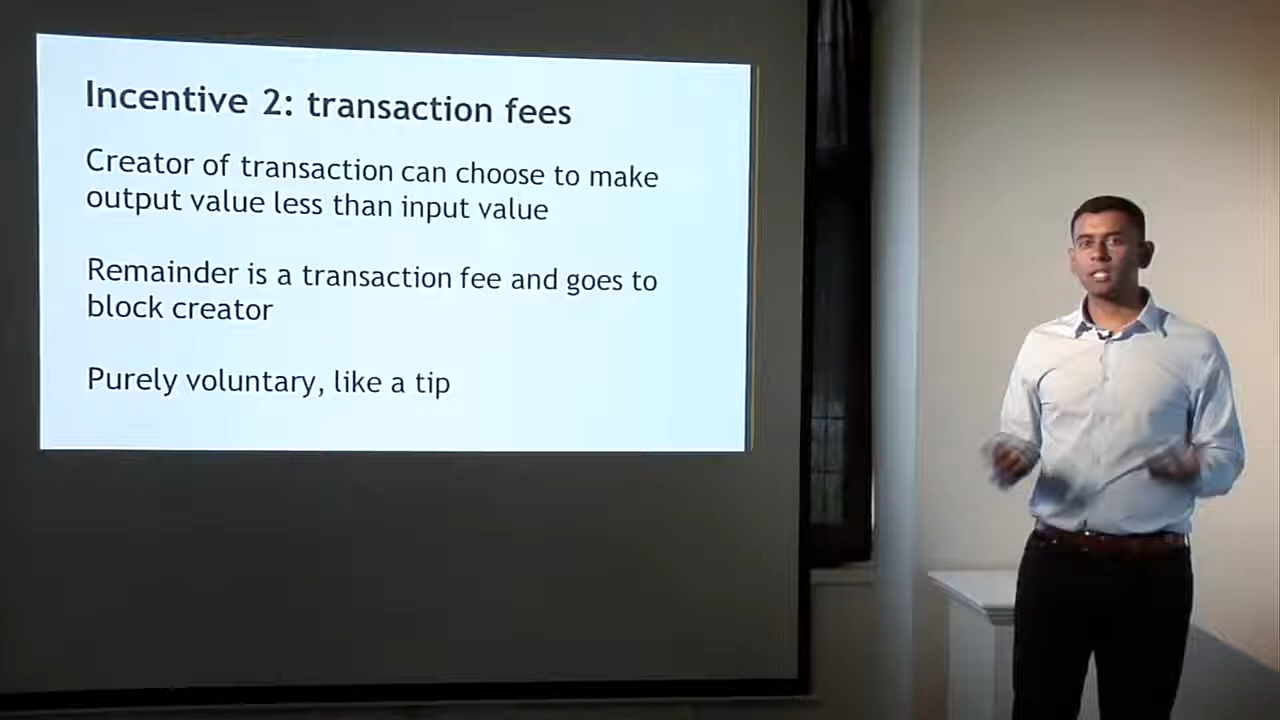 Incentive 2: transaction fees
Creator of transaction can choose to make
output value less than input value
Remainder is a transaction fee and goes to
block creator
Purely voluntary, like a tip